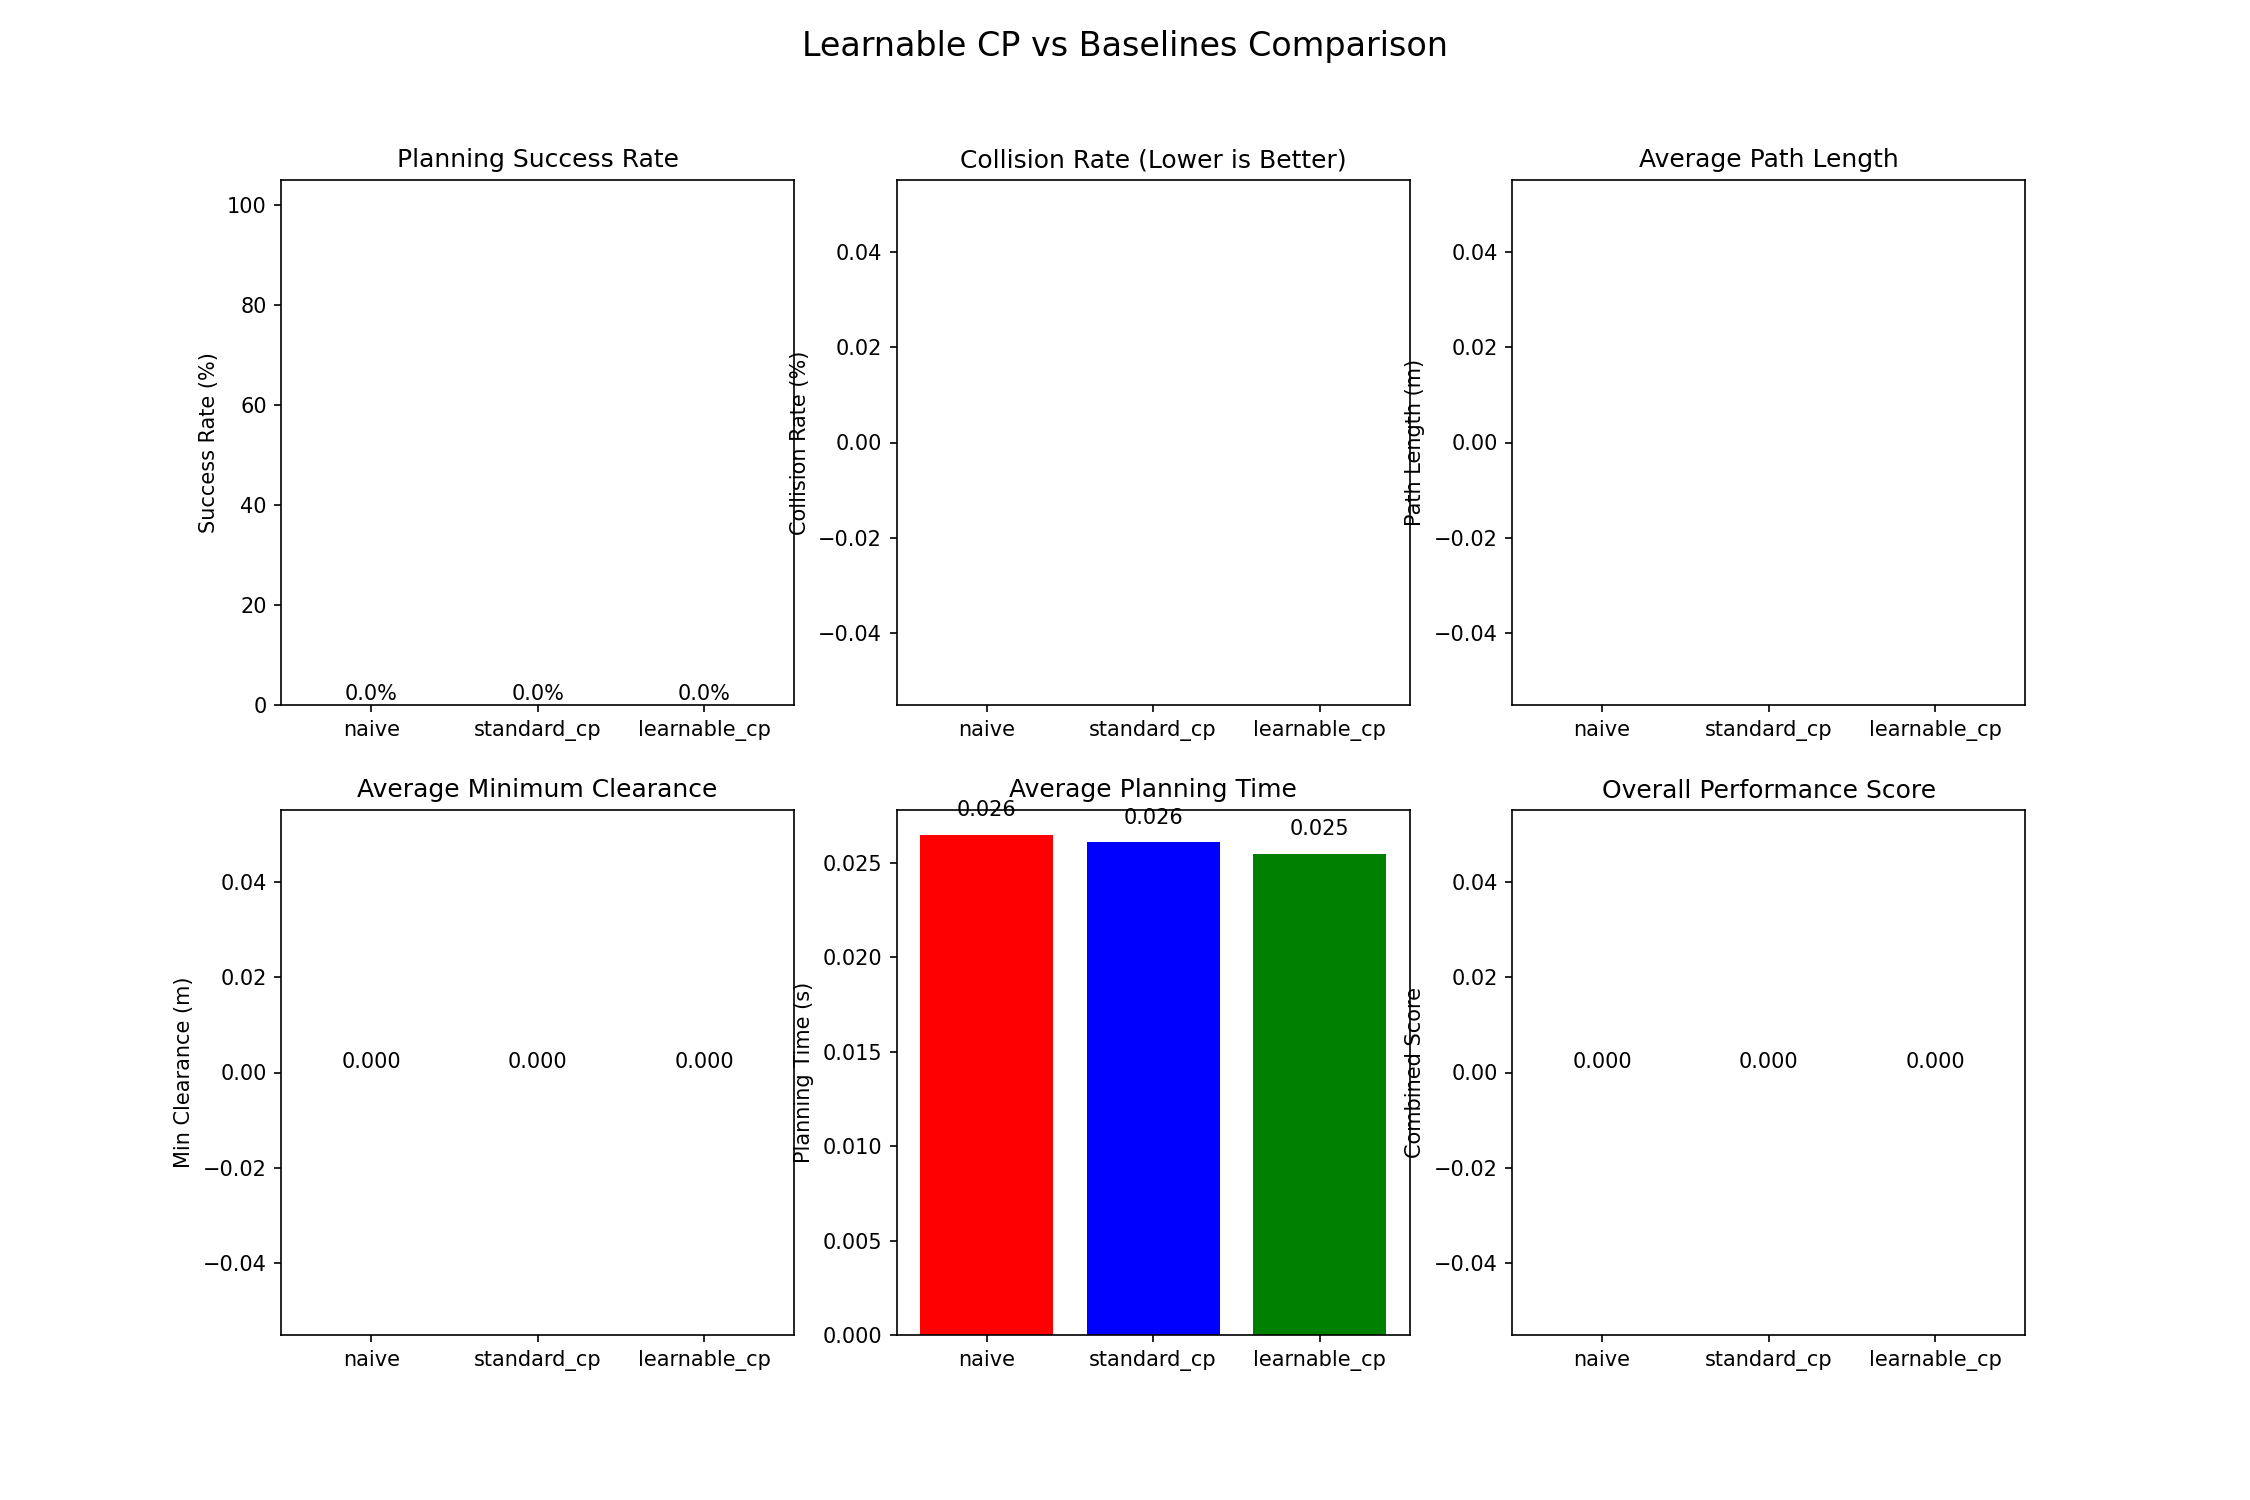 Learnable CP vs Baselines Comparison
Planning Success Rate
Success Rate (%)
100
80
60
40
20
0
0.0% 0.0% 0.0%
naive standard_cp learnable_cp
Collision Rate (Lower is Better)
Collision Rate (%)
0.04
0.02
0.00
−0.02
−0.04
naive standard_cp learnable_cp
Average Path Length
Path Length (m)
0.04
0.02
0.00
−0.02
−0.04
naive standard_cp learnable_cp
Average Minimum Clearance
Min Clearance (m)
0.04
0.02
0.00
−0.02
−0.04
0.000 0.000 0.000
naive standard_cp learnable_cp
Average Planning Time
Planning Time (s)
0.026 0.026 0.025
0.025
0.020
0.015
0.010
0.005
0.000
naive standard_cp learnable_cp
Overall Performance Score
Combined Score
0.04
0.02
0.00
−0.02
−0.04
0.000 0.000 0.000
naive standard_cp learnable_cp